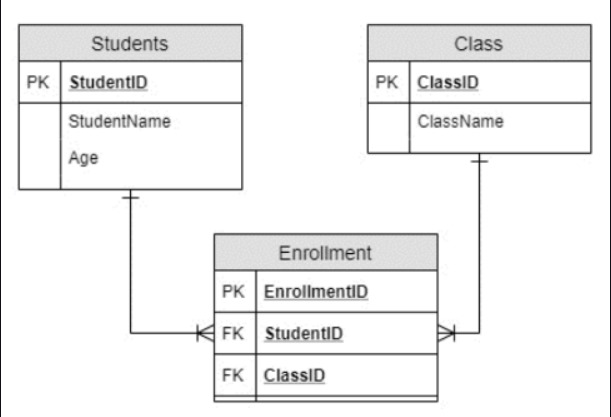 Students
PK StudentID
StudentName
Age
Class
PK ClassID
ClassName
Enrollment
PK EnrollmentID
FK StudentID
FK ClassID